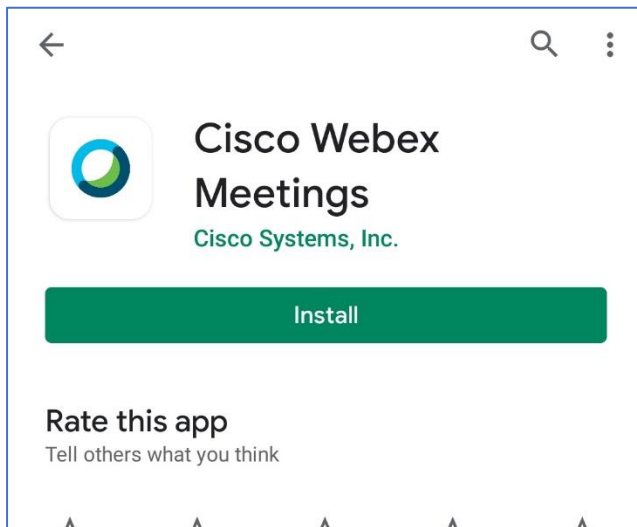 Cisco Webex
Meetings
Cisco Systems, Inc.
Install
Rate this app
Tell others what you think